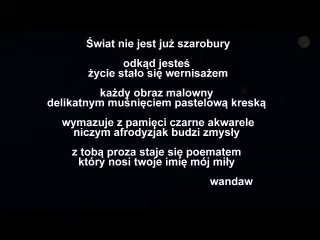 Świat nie jest już szarobury
odkąd jesteś
życie stało się wernisażem
każdy obraz malowny
delikatnym muśnięciem pastelową kreską
wymazuje z pamięci czarne akwarele
niczym afrodyzjak budzi zmysły
z tobą proza staje się poematem
który nosi twoje imię mój miły
wandaw